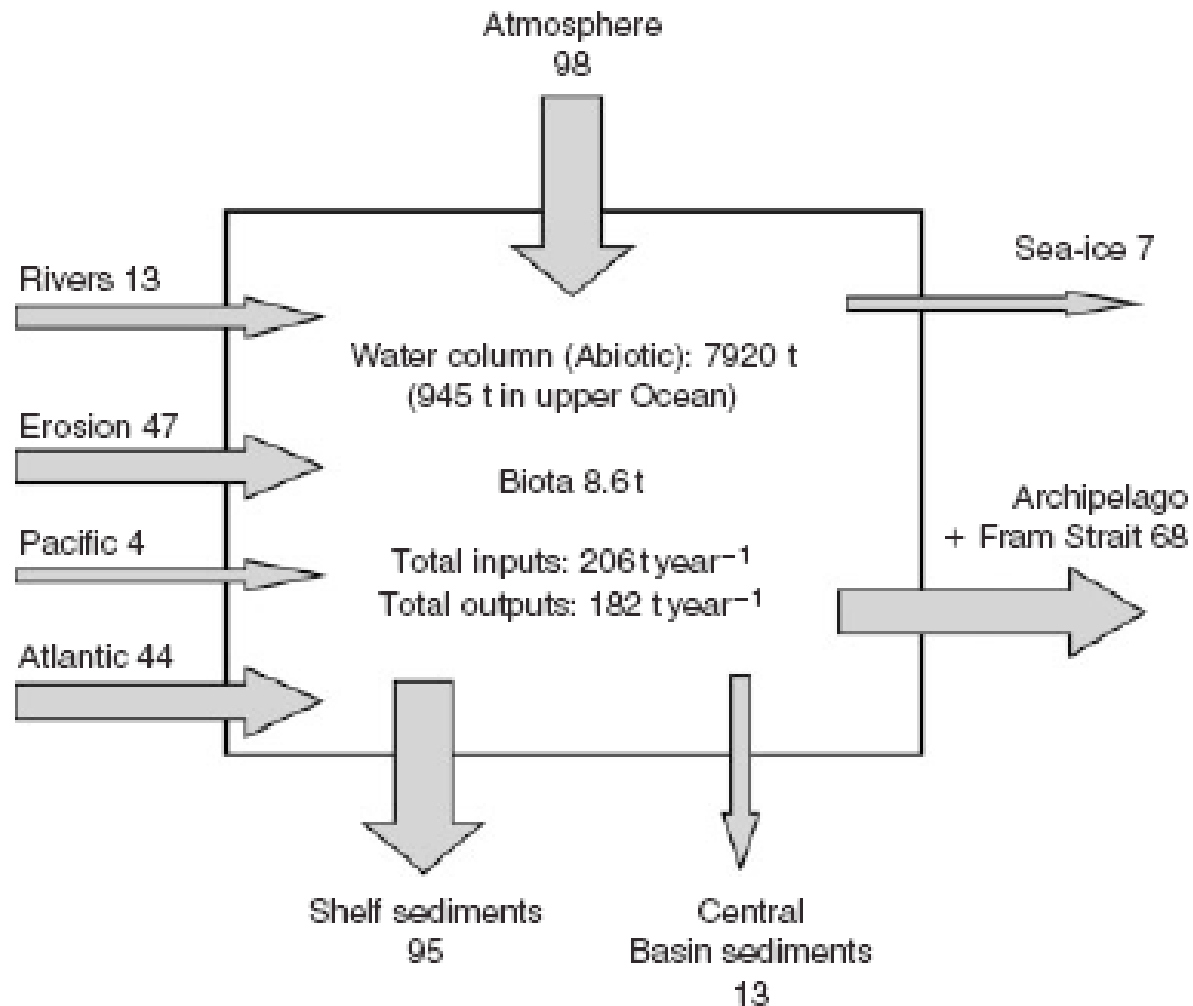 Atmosphere
98
Rivers 13
Sea-ice 7
Water column (Abiotic): 7920 t
(945 t in upper Ocean)
Erosion 47
Biota 8.6 t
Archipelago
+ Fram Strait 68
Pacific 4
Total inputs: 206 t year⁻¹
Total outputs: 182 t year⁻¹
Atlantic 44
Shelf sediments
95
Central
Basin sediments
13